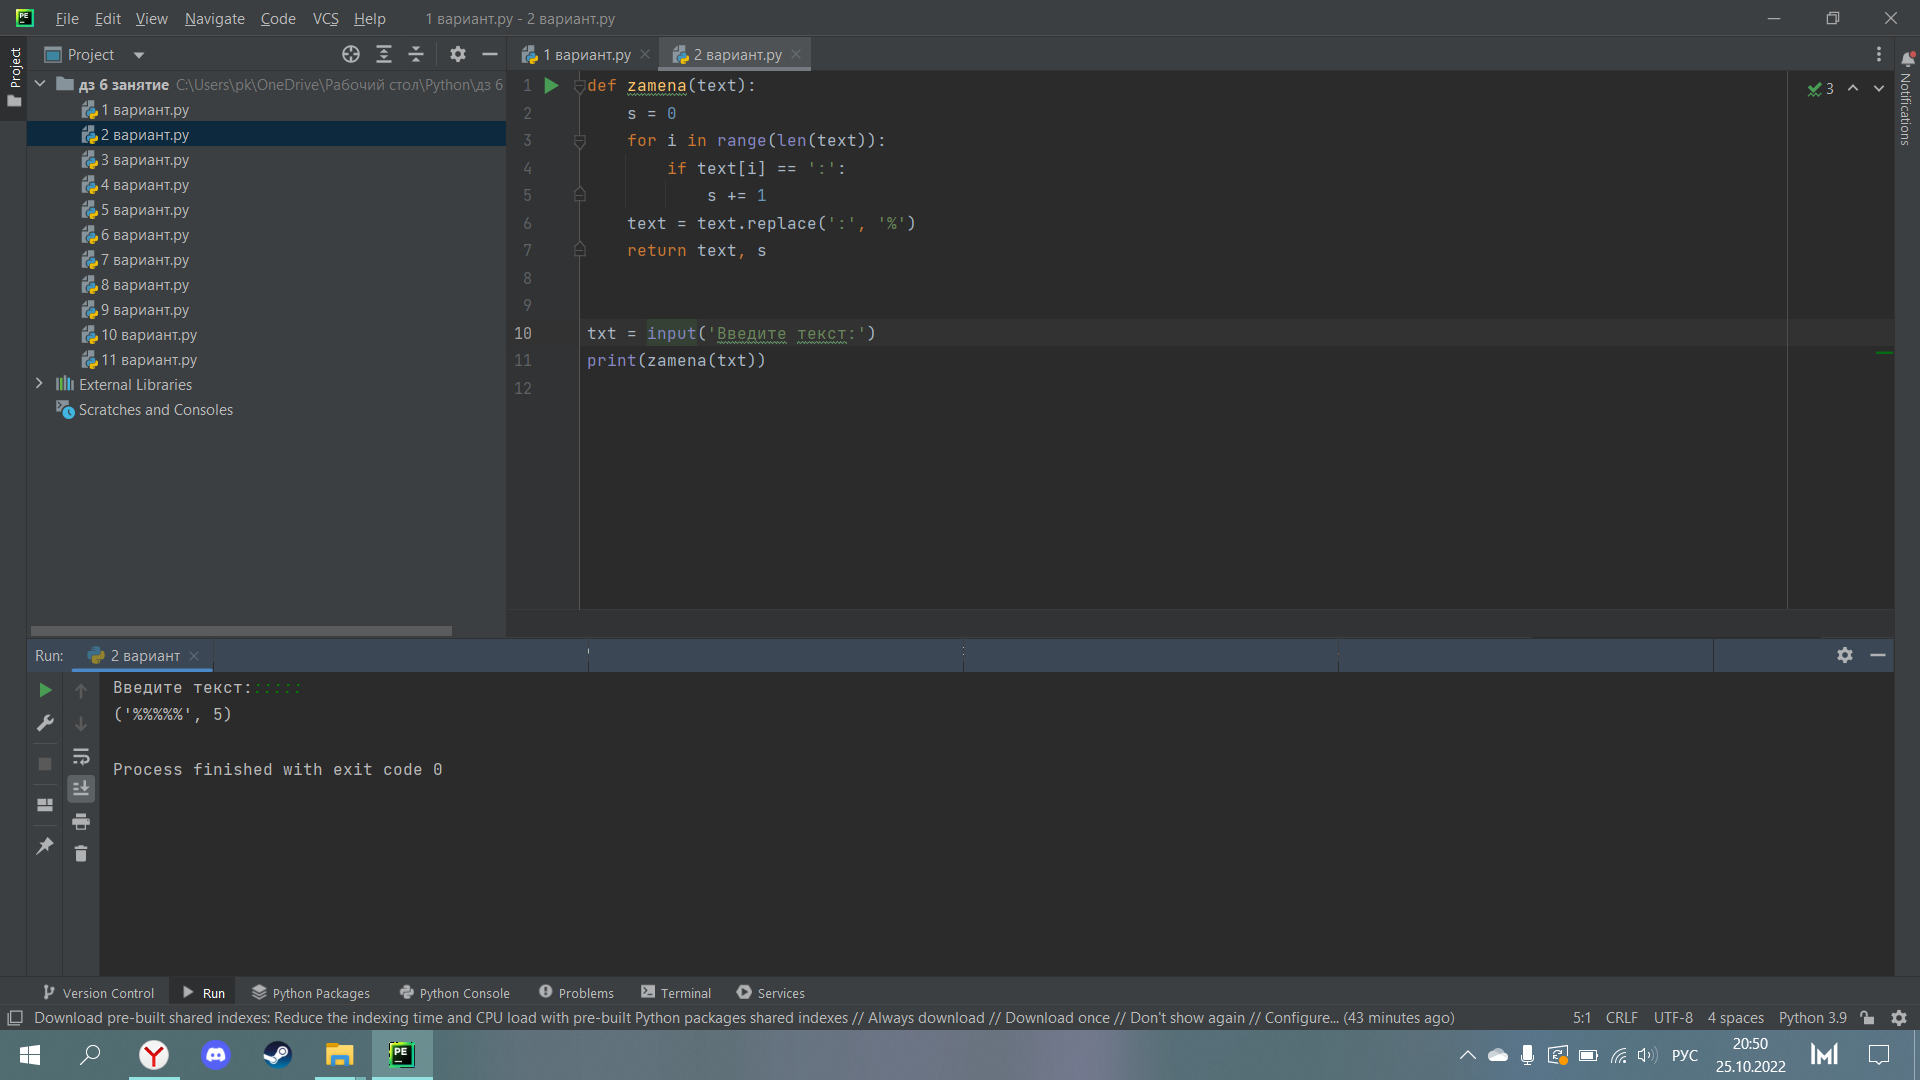 File Edit View Navigate Code VCS Help 1 вариант.py - 2 вариант.py
Project
Project
1 вариант.py
2 вариант.py
дз 6 занятие C:\Users\pk\OneDrive\Рабочий стол\Python\дз 6
1 вариант.py
2 вариант.py
3 вариант.py
4 вариант.py
5 вариант.py
6 вариант.py
7 вариант.py
8 вариант.py
9 вариант.py
10 вариант.py
11 вариант.py
External Libraries
Scratches and Consoles
1 def zamena(text):
2 s = 0
3 for i in range(len(text)):
4 if text[i] == ':':
5 s += 1
6 text = text.replace(':', '%')
7 return text, s
8
9
10 txt = input('Введите текст:')
11 print(zamena(txt))
12
3
Notifications
Run: 2 вариант
Введите текст::::::
('%%%%%', 5)
Process finished with exit code 0
Version Control Run Python Packages Python Console Problems Terminal Services
Download pre-built shared indexes: Reduce the indexing time and CPU load with pre-built Python packages shared indexes // Always download // Download once // Don't show again // Configure... (43 minutes ago) 5:1 CRLF UTF-8 4 spaces Python 3.9
PE
РУС
20:50
25.10.2022